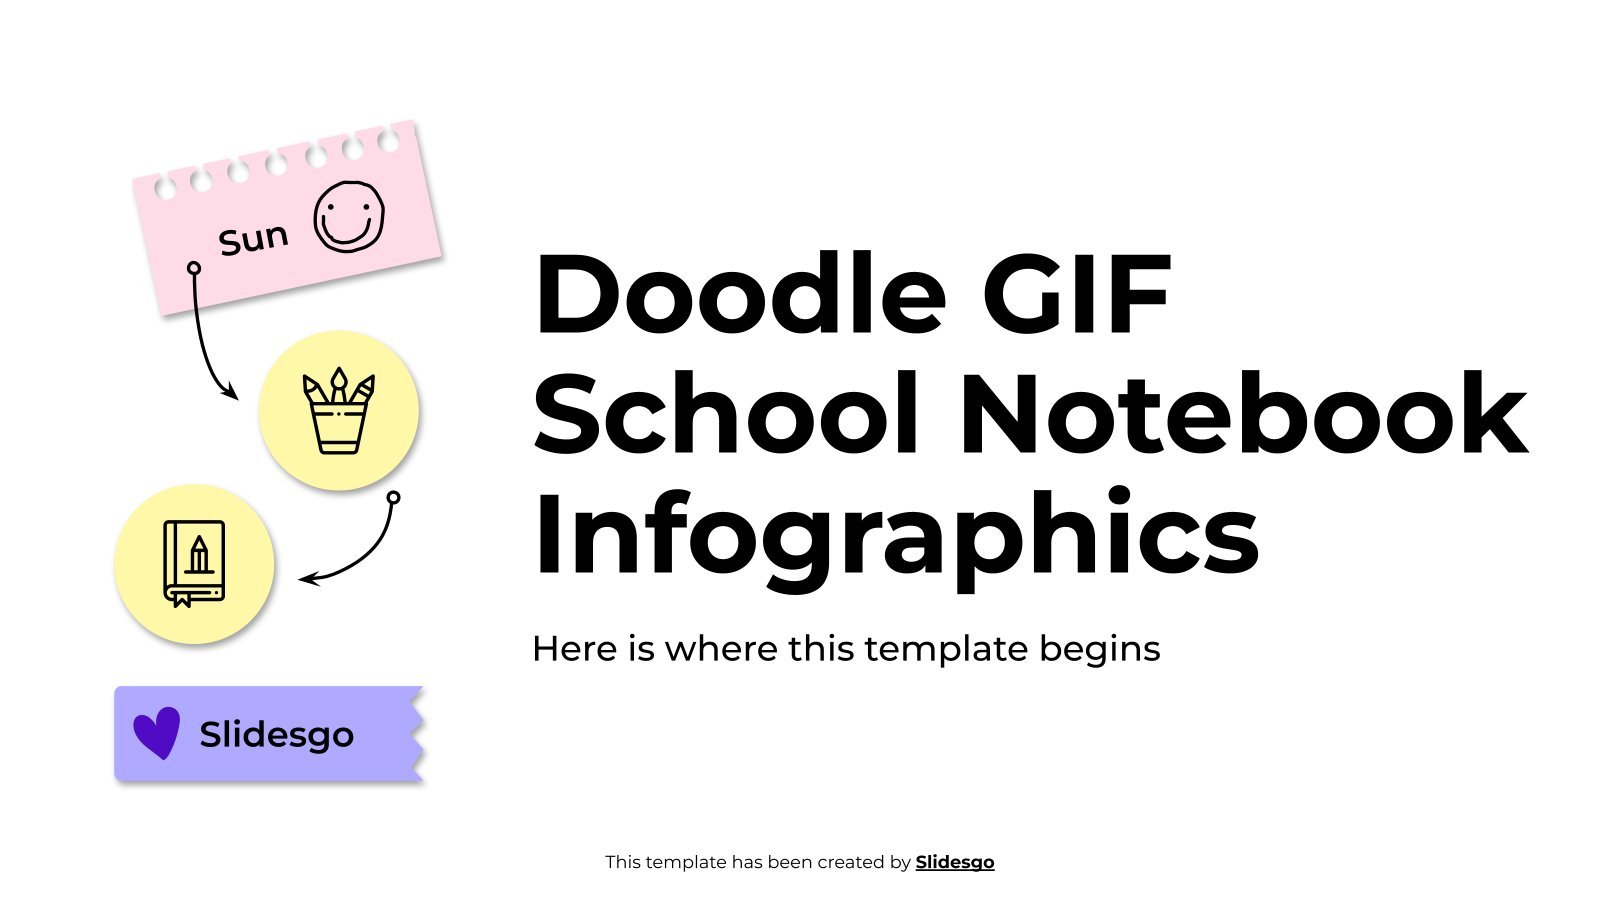 Sun
Doodle GIF
School Notebook
Infographics
Here is where this template begins
Slidesgo
This template has been created by Slidesgo